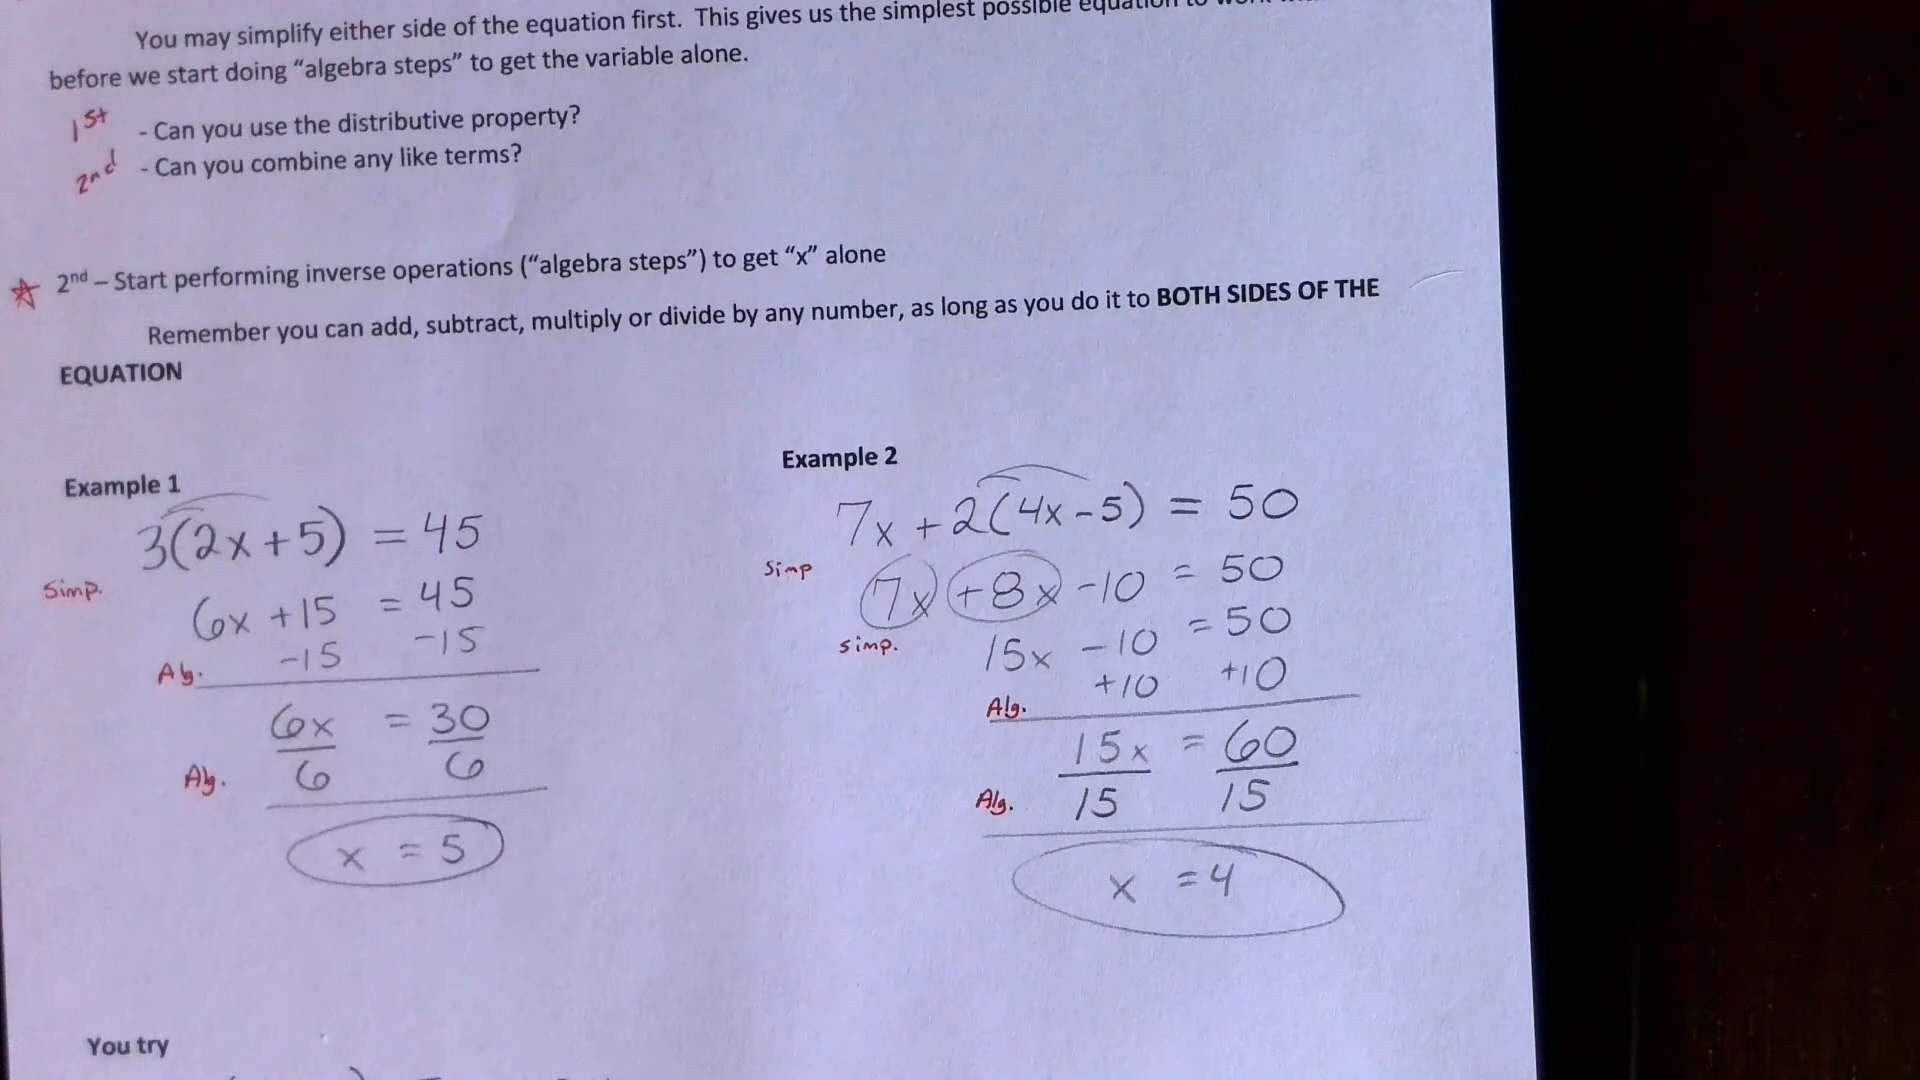 You may simplify either side of the equation first. This gives us the simplest possible equation to work
before we start doing “algebra steps” to get the variable alone.
1st - Can you use the distributive property?
2nd - Can you combine any like terms?
2nd – Start performing inverse operations (“algebra steps”) to get “x” alone
Remember you can add, subtract, multiply or divide by any number, as long as you do it to BOTH SIDES OF THE
EQUATION
Example 1
3(2x+5) = 45
Simp.
6x +15 = 45
-15 -15
Alg.
6x = 30
6 6
Alg.
x = 5
Example 2
7x +2(4x-5) = 50
Simp
7x +8x -10 = 50
simp.
15x -10 = 50
+10 +10
Alg.
15x = 60
15 15
Alg.
x = 4
You try